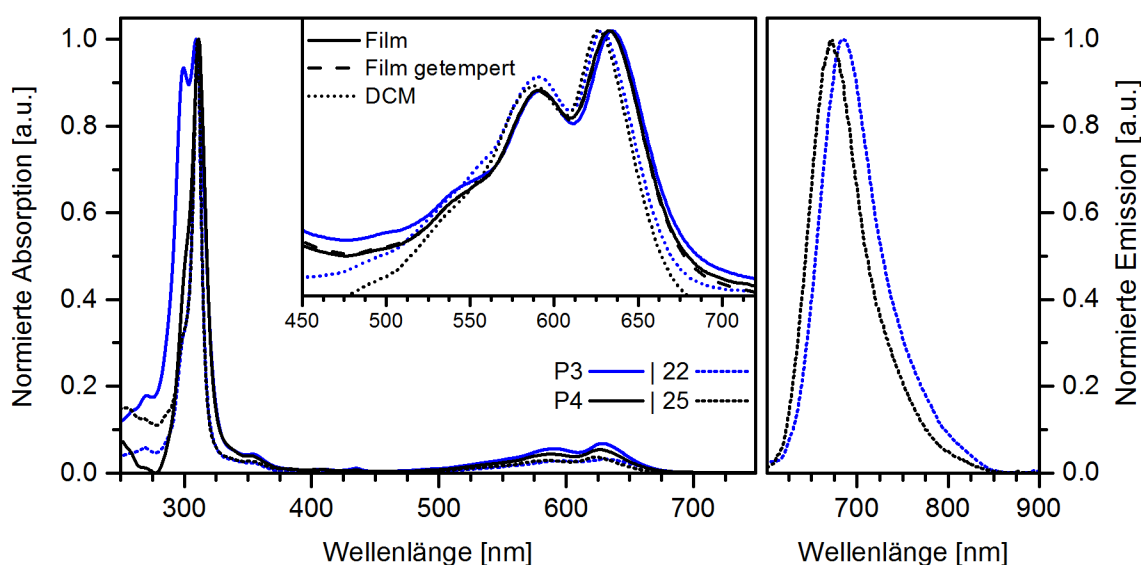 Normierte Absorption [a.u.]
1.0
0.8
0.6
0.4
0.2
0.0
Film
Film getempert
DCM
450 500 550 600 650 700
P3 | 22
P4 | 25
300 400 500 600 700
Wellenlänge [nm]
700 800 900
Wellenlänge [nm]
1.0
0.8
0.6
0.4
0.2
0.0
Normierte Emission [a.u.]